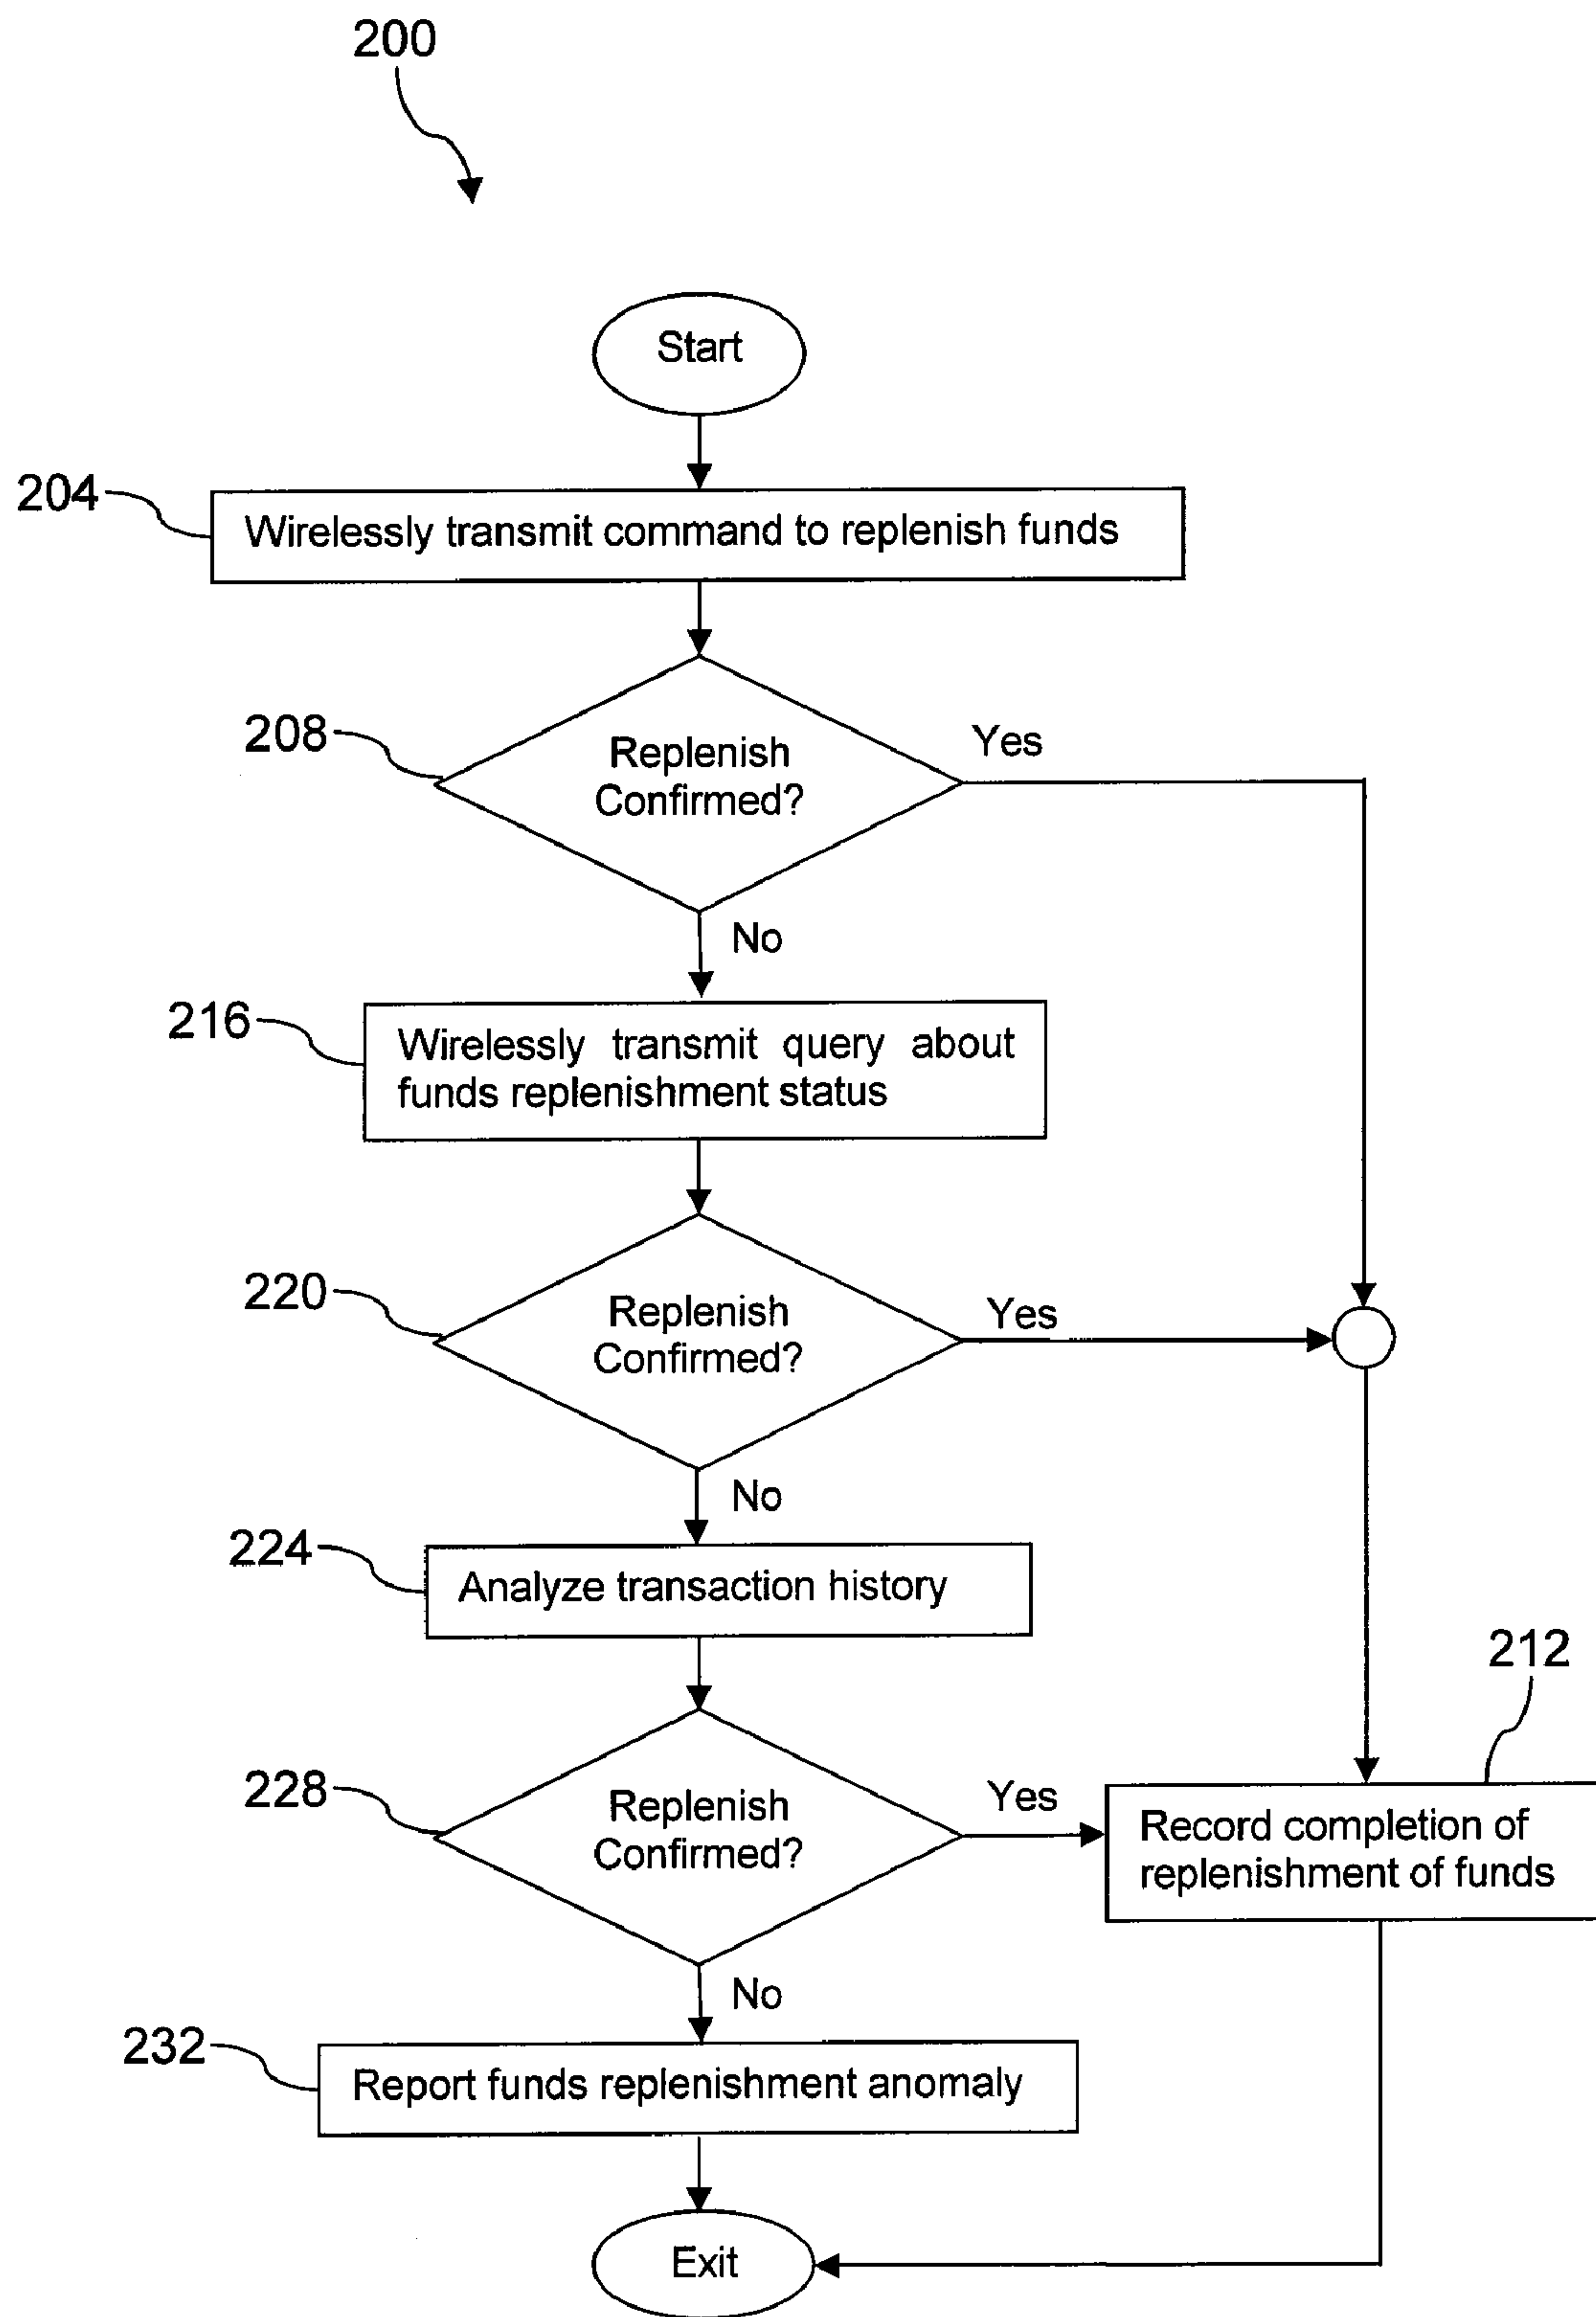 200
Start
204
Wirelessly transmit command to replenish funds
208
Replenish
Confirmed?
Yes
No
216
Wirelessly transmit query about
funds replenishment status
220
Replenish
Confirmed?
Yes
No
224
Analyze transaction history
212
228
Replenish
Confirmed?
Yes
Record completion of
replenishment of funds
No
232
Report funds replenishment anomaly
Exit